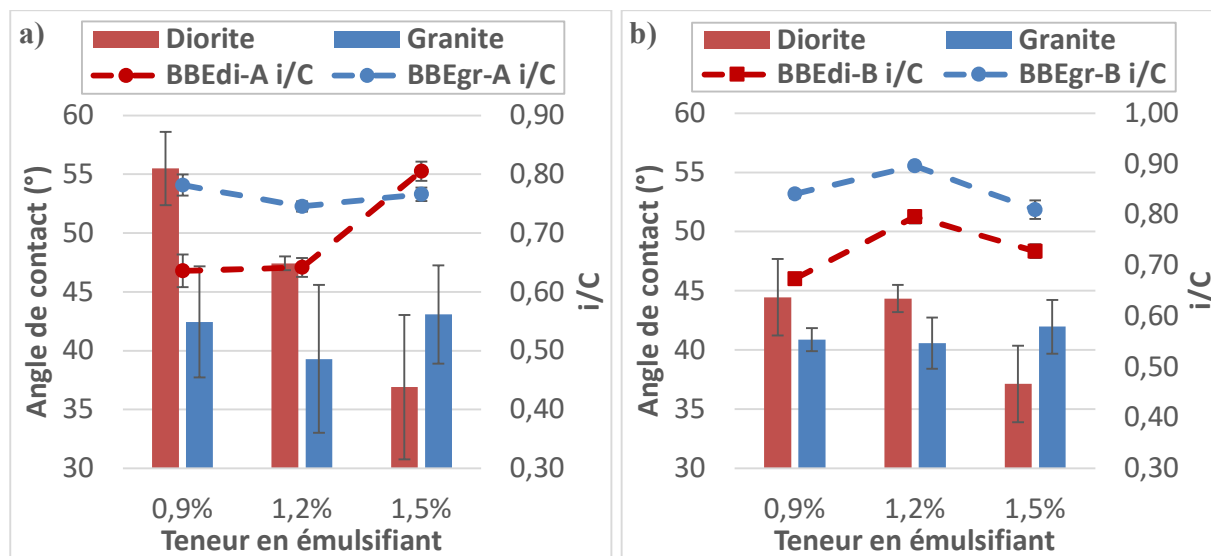 a)
Diorite
Granite
BBEdi-A i/C
BBEgr-A i/C
Angle de contact (°)
60
55
50
45
40
35
30
0,90
0,80
0,70
0,60
0,50
0,40
0,30
i/C
0,9%
1,2%
1,5%
Teneur en émulsifiant
b)
Diorite
Granite
BBEdi-B i/C
BBEgr-B i/C
Angle de contact (°)
60
55
50
45
40
35
30
1,00
0,90
0,80
0,70
0,60
0,50
0,40
0,30
i/C
0,9%
1,2%
1,5%
Teneur en émulsifiant